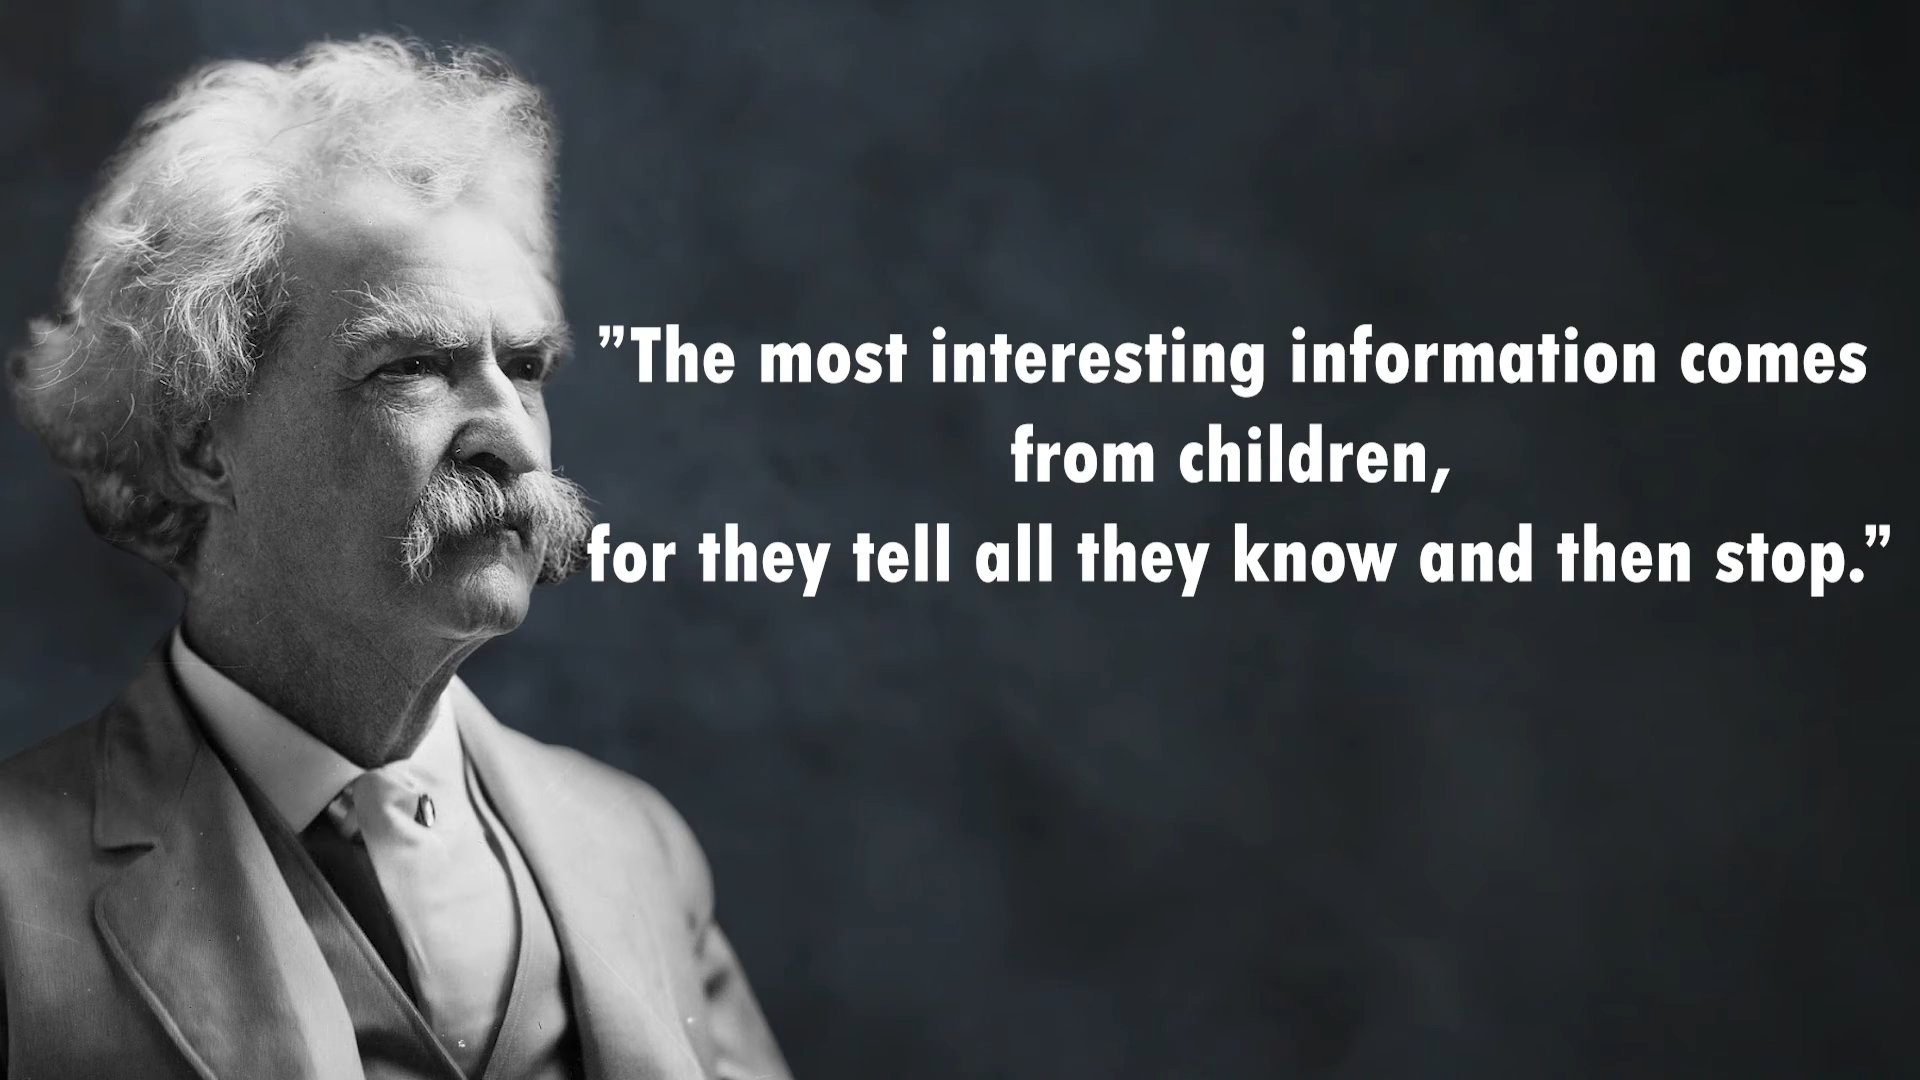 ”The most interesting information comes
from children,
for they tell all they know and then stop.”